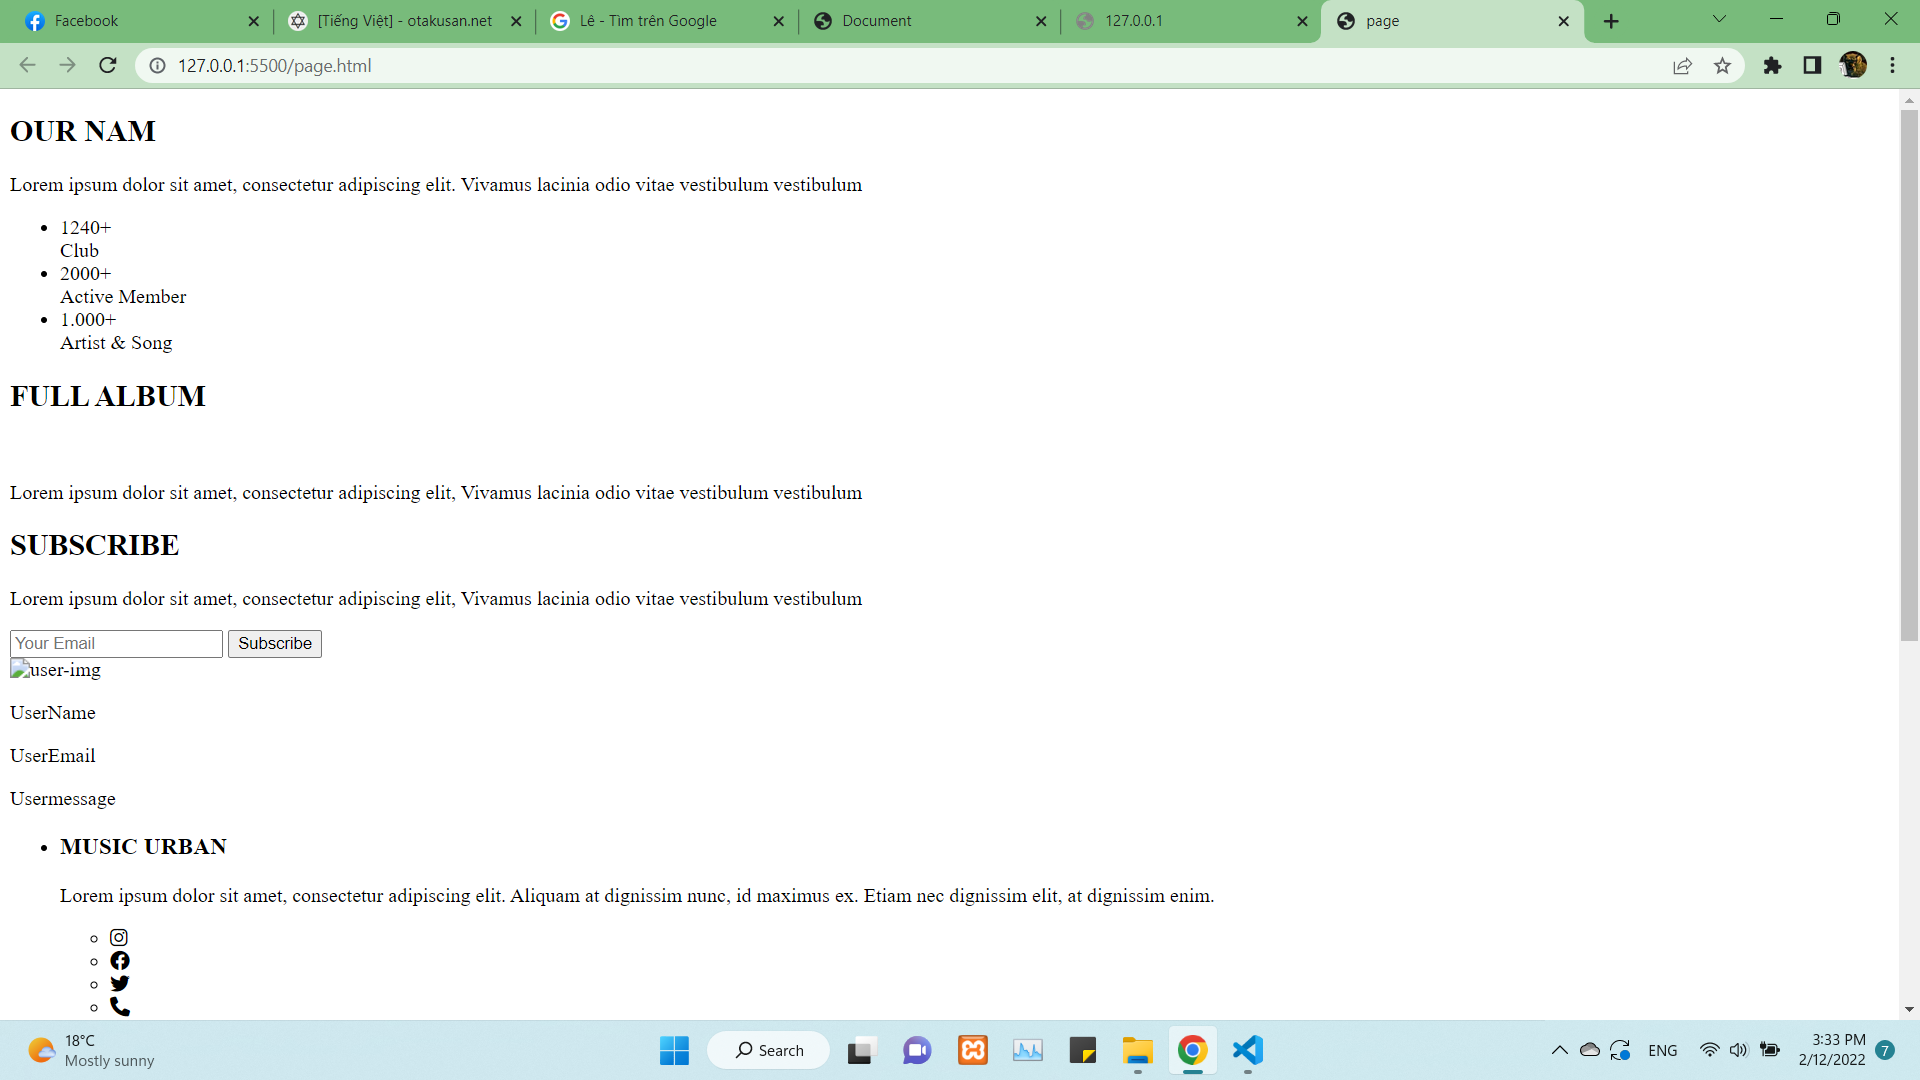 Facebook
[Tiếng Việt] - otakusan.net
Lê - Tìm trên Google
Document
127.0.0.1
page
127.0.0.1:5500/page.html
OUR NAM
Lorem ipsum dolor sit amet, consectetur adipiscing elit. Vivamus lacinia odio vitae vestibulum vestibulum
1240+
Club
2000+
Active Member
1.000+
Artist & Song
FULL ALBUM
Lorem ipsum dolor sit amet, consectetur adipiscing elit, Vivamus lacinia odio vitae vestibulum vestibulum
SUBSCRIBE
Lorem ipsum dolor sit amet, consectetur adipiscing elit, Vivamus lacinia odio vitae vestibulum vestibulum
Your Email Subscribe
user-img
UserName
UserEmail
Usermessage
MUSIC URBAN
Lorem ipsum dolor sit amet, consectetur adipiscing elit. Aliquam at dignissim nunc, id maximus ex. Etiam nec dignissim elit, at dignissim enim.
18°C
Mostly sunny
Search
ENG
3:33 PM
2/12/2022
7